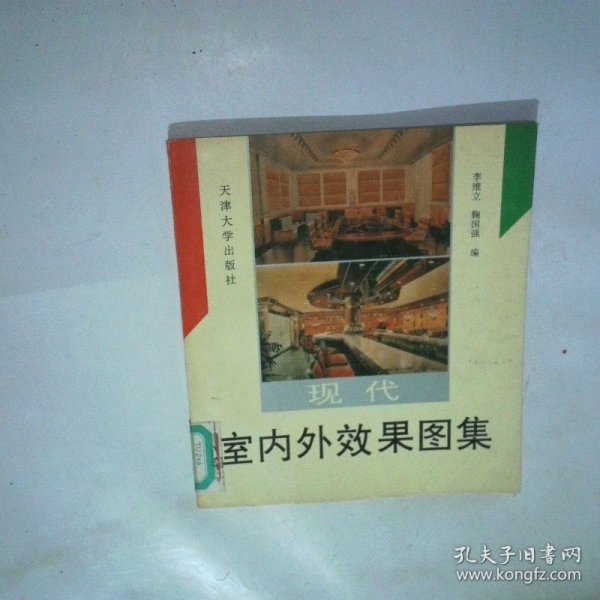 天津大学出版社
李维立 鞠国强 编
现代
室内外效果图集
孔夫子旧书网
www.kongfz.com